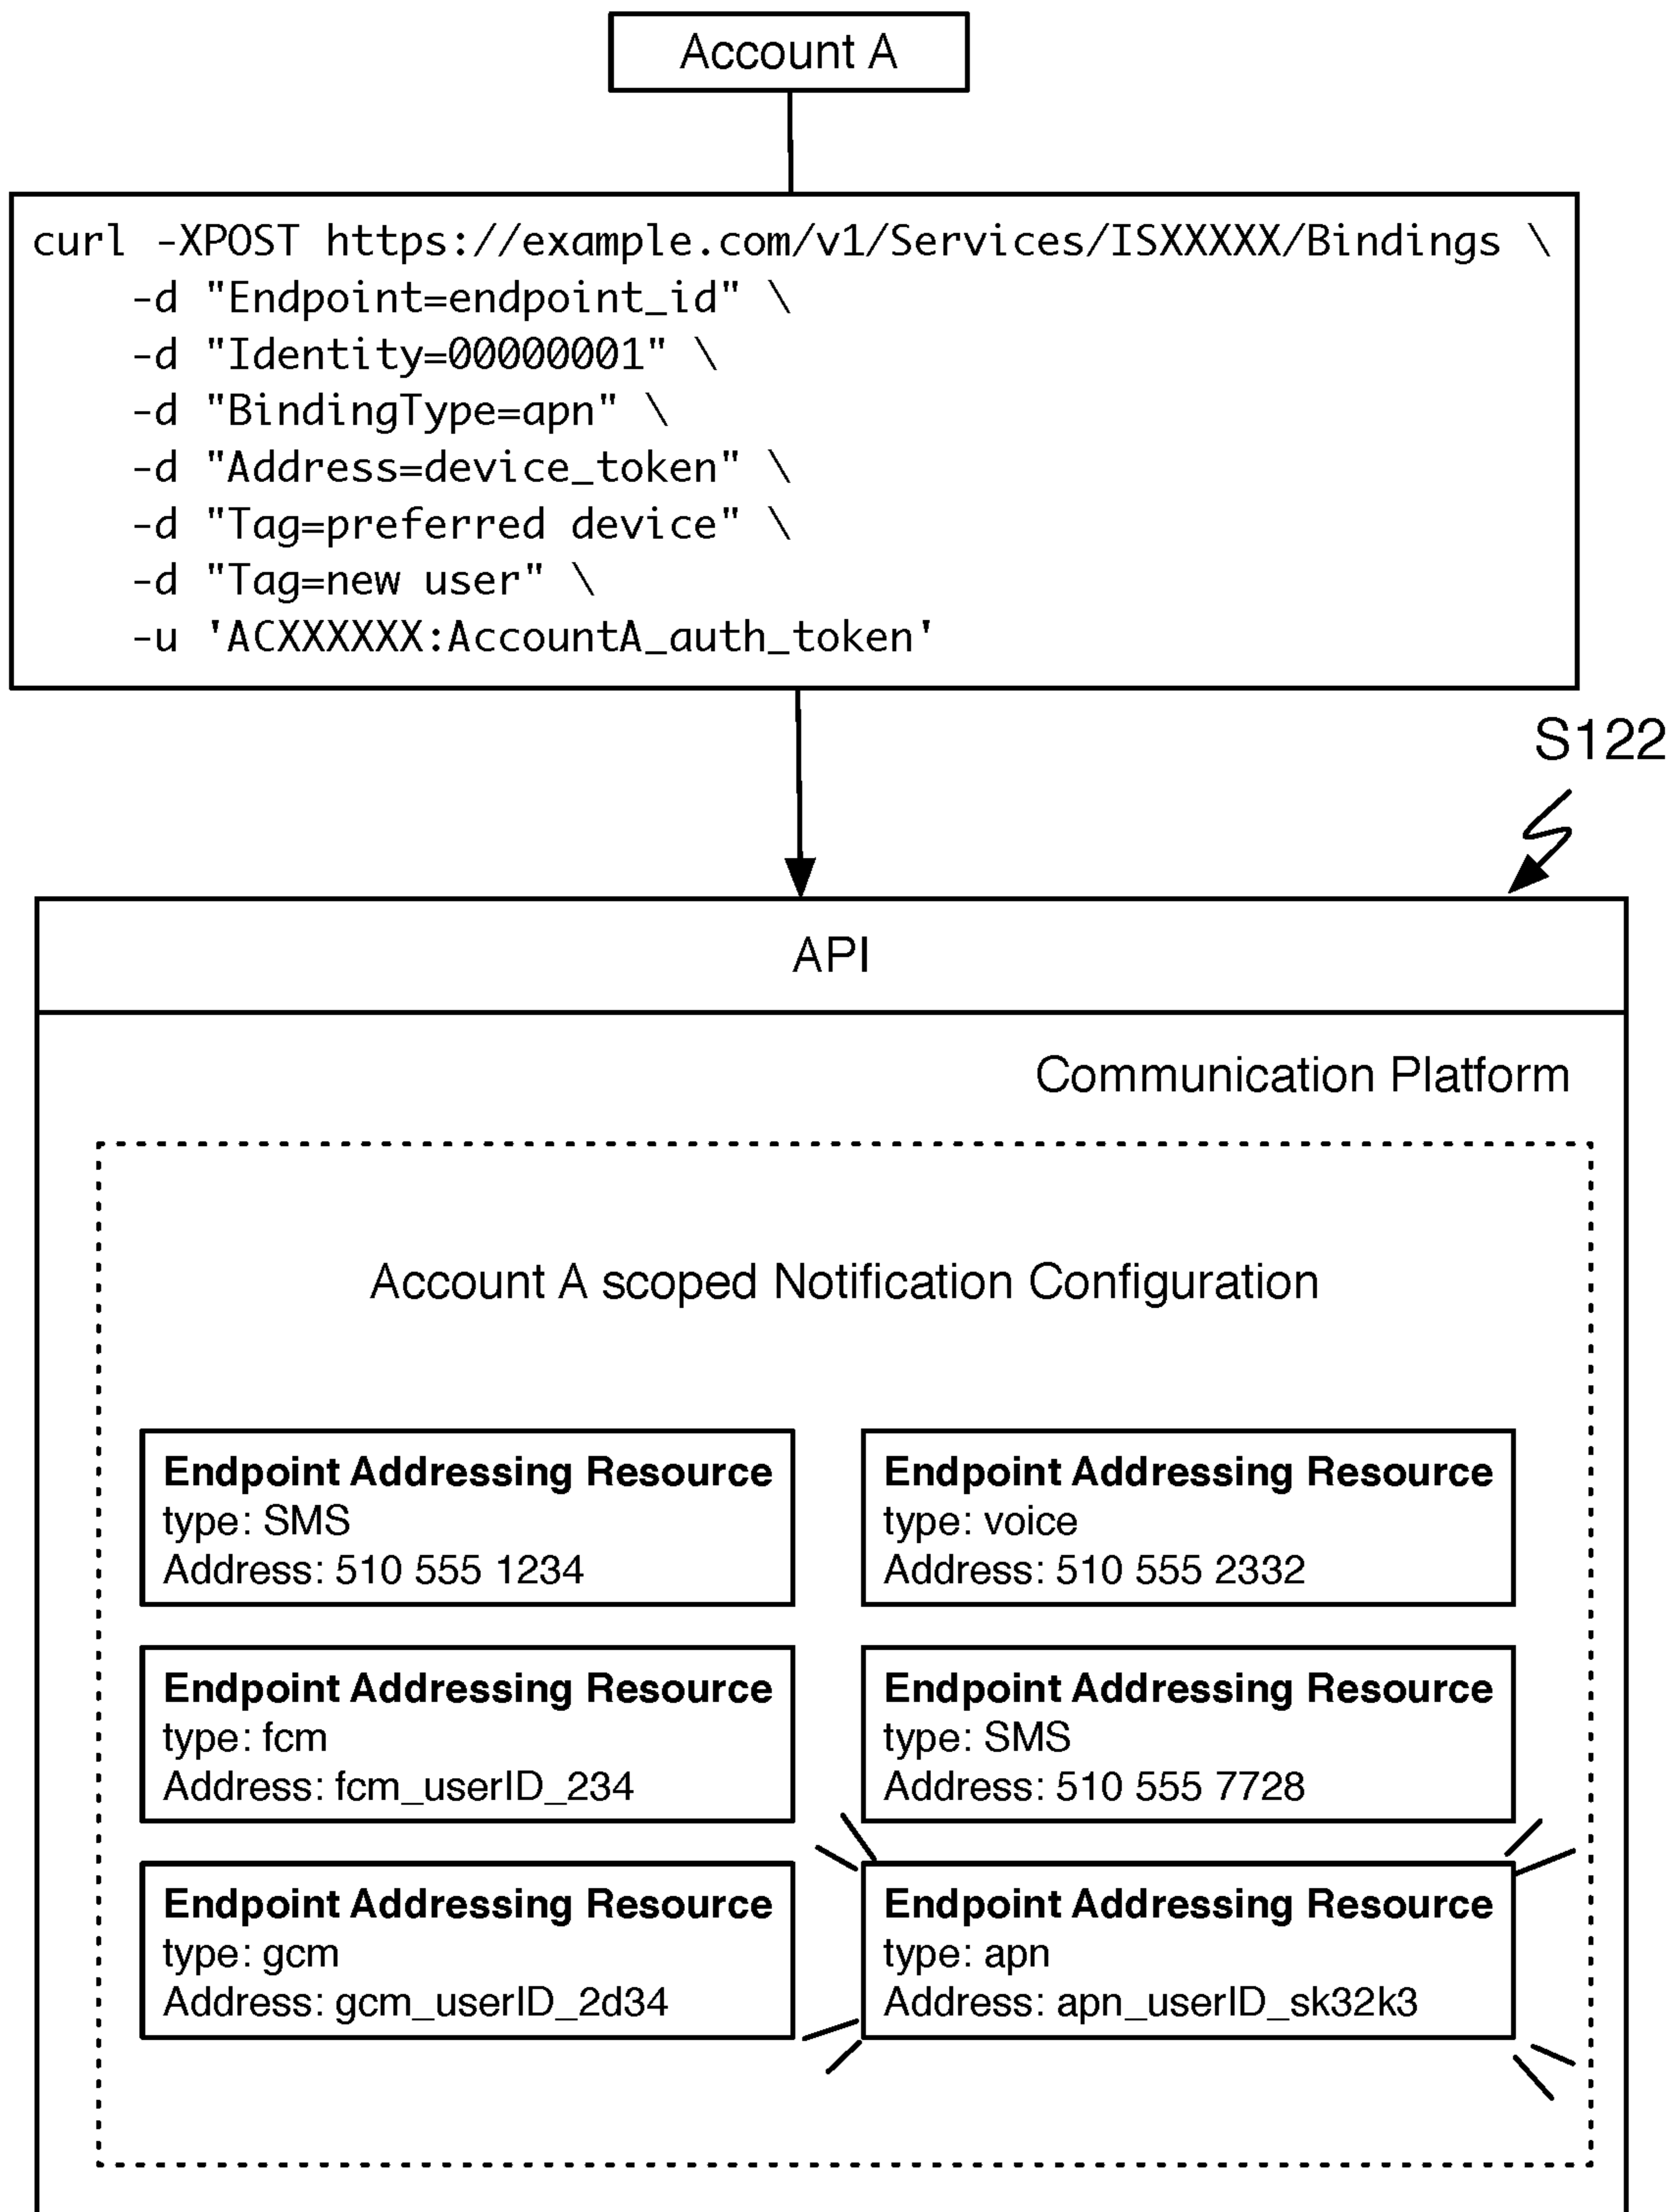 Account A
curl -XPOST https://example.com/v1/Services/ISXXXXX/Bindings \
-d "Endpoint=endpoint_id" \
-d "Identity=00000001" \
-d "BindingType=apn" \
-d "Address=device_token" \
-d "Tag=preferred device" \
-d "Tag=new user" \
-u 'ACXXXXXX:AccountA_auth_token'
S122
API
Communication Platform
Account A scoped Notification Configuration
Endpoint Addressing Resource
type: SMS
Address: 510 555 1234
Endpoint Addressing Resource
type: voice
Address: 510 555 2332
Endpoint Addressing Resource
type: fcm
Address: fcm_userID_234
Endpoint Addressing Resource
type: SMS
Address: 510 555 7728
Endpoint Addressing Resource
type: gcm
Address: gcm_userID_2d34
Endpoint Addressing Resource
type: apn
Address: apn_userID_sk32k3